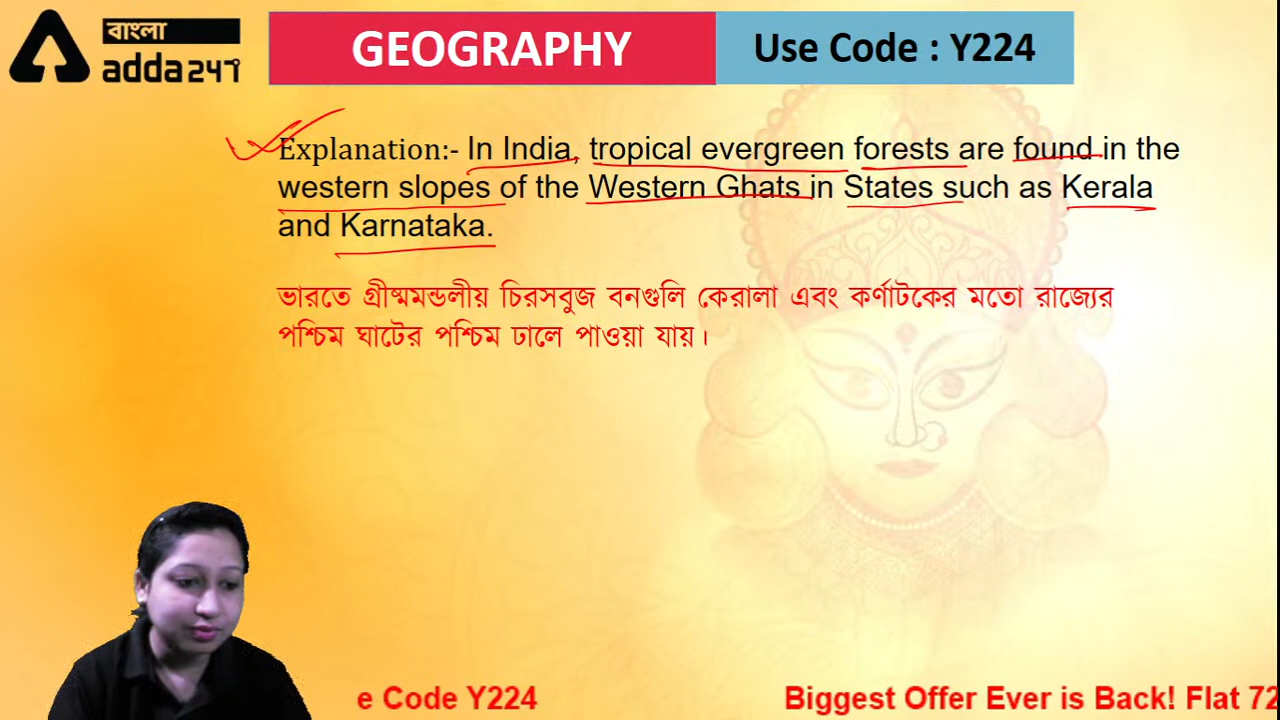 বাংলা
adda247
GEOGRAPHY
Use Code : Y224
Explanation:- In India, tropical evergreen forests are found in the
western slopes of the Western Ghats in States such as Kerala
and Karnataka.
ভারতে গ্রীষ্মমন্ডলীয় চিরসবুজ বনগুলি কেরালা এবং কর্ণাটকের মতো রাজ্যের
পশ্চিম ঘাটের পশ্চিম ঢালে পাওয়া যায়।
e Code Y224
Biggest Offer Ever is Back! Flat 72